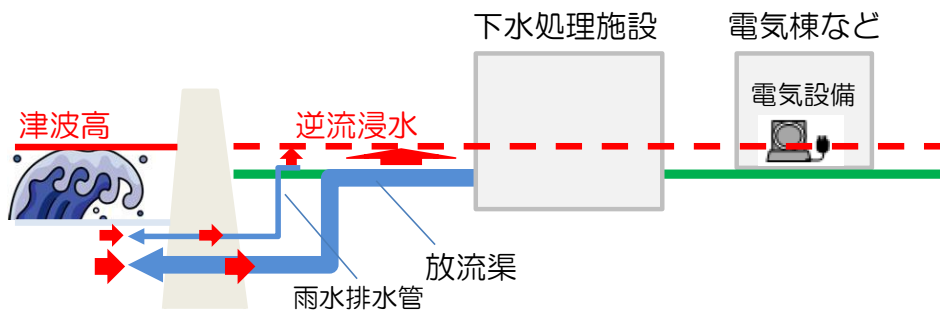 下水処理施設
電気棟など
津波高
逆流浸水
電気設備
放流渠
雨水排水管